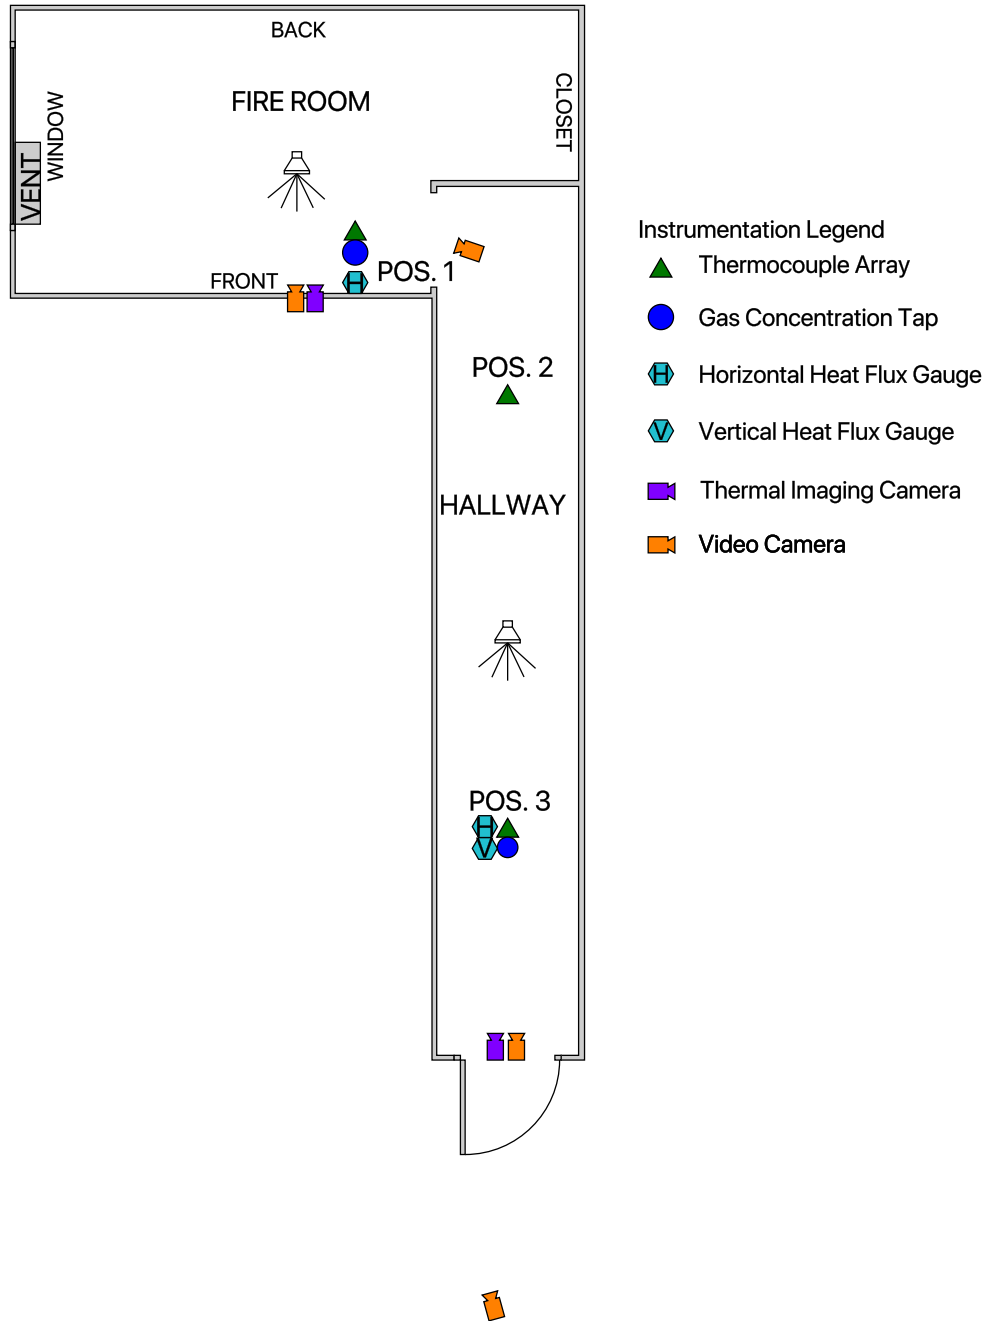 BACK
FIRE ROOM
CLOSET
WINDOW
VENT
FRONT
H
POS. 1
POS. 2
HALLWAY
POS. 3
H
V
Instrumentation Legend
Thermocouple Array
Gas Concentration Tap
H Horizontal Heat Flux Gauge
V Vertical Heat Flux Gauge
Thermal Imaging Camera
Video Camera